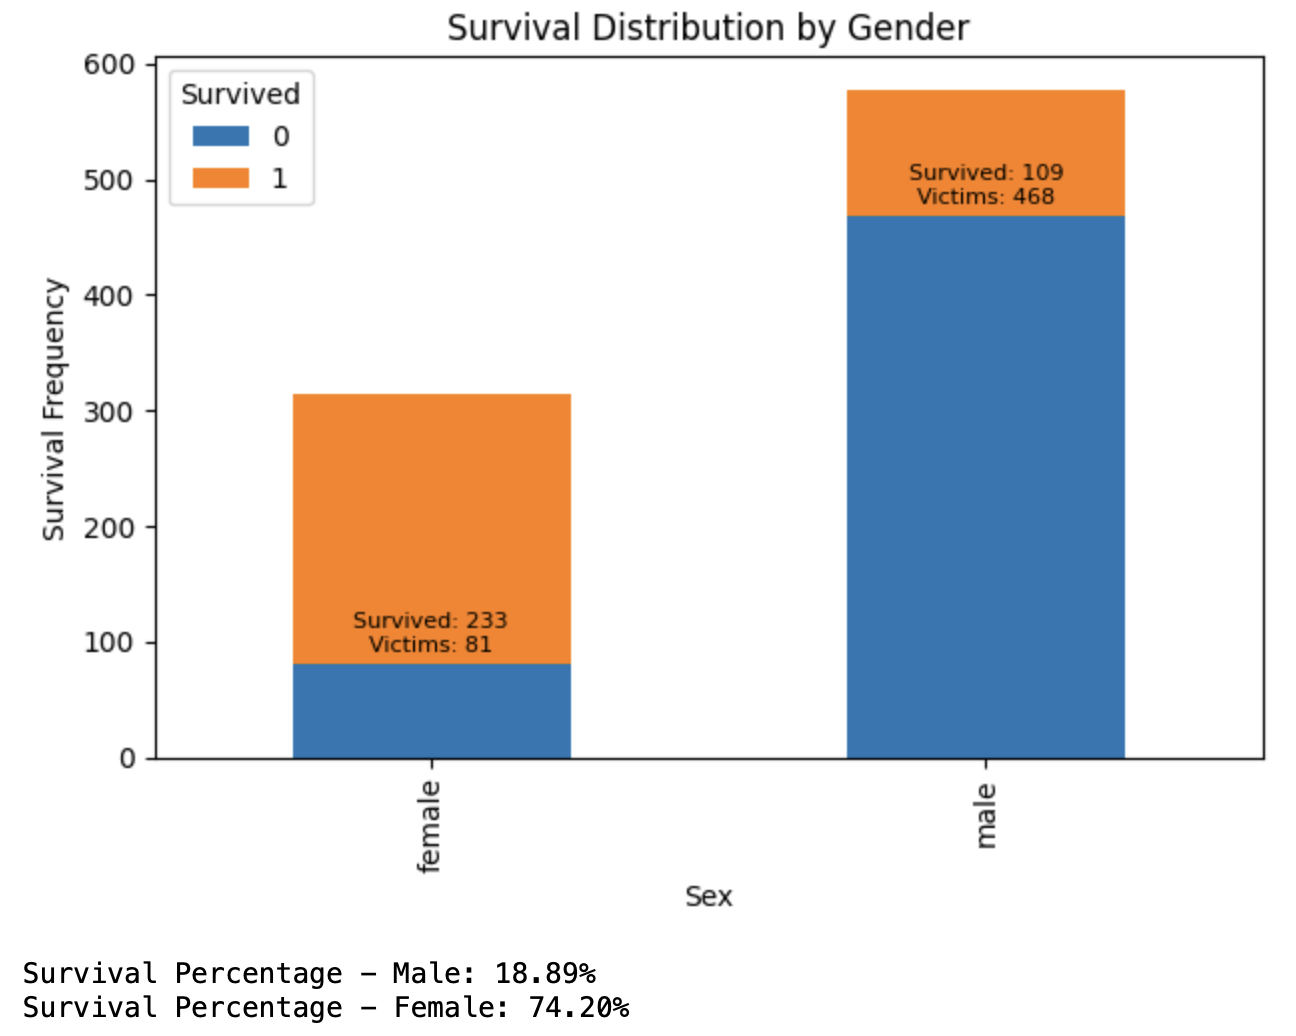 Survival Distribution by Gender
600
500
400
300
200
100
0
Survival Frequency
Survived
0
1
Survived: 233
Victims: 81
Survived: 109
Victims: 468
female
male
Sex
Survival Percentage – Male: 18.89%
Survival Percentage – Female: 74.20%